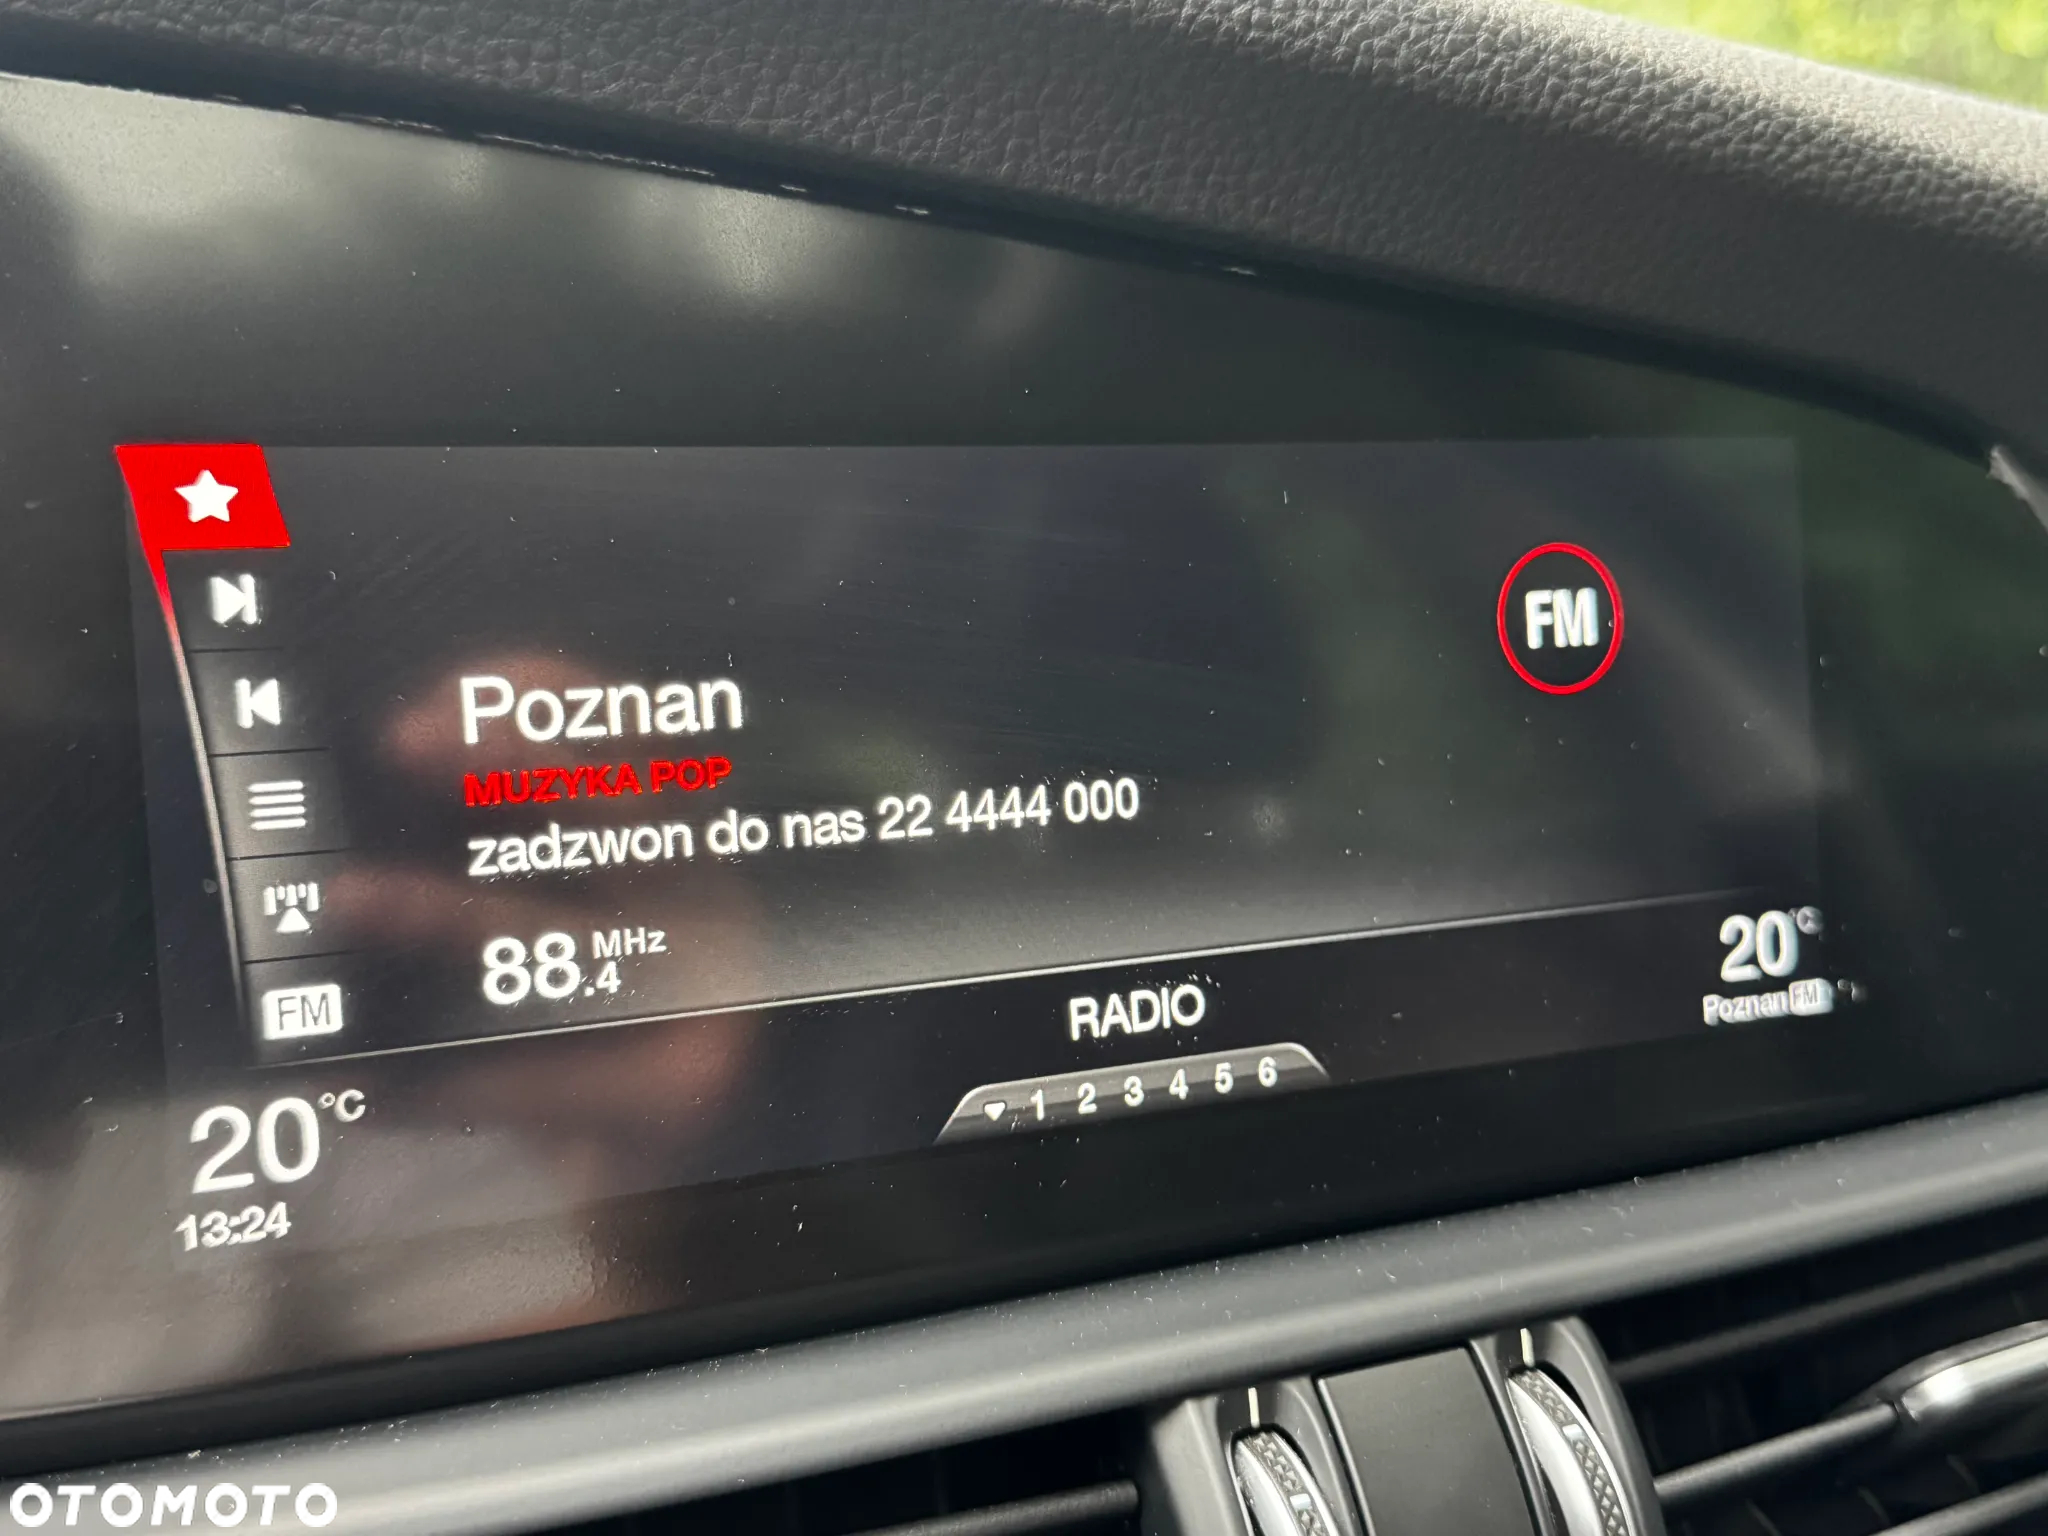 FM
Poznan
MUZYKA POP
zadzwon do nas 22 4444 000
88.4 MHz
FM
RADIO
20°C
Poznan FM
1 2 3 4 5 6
20°C
13:24
OTOMOTO